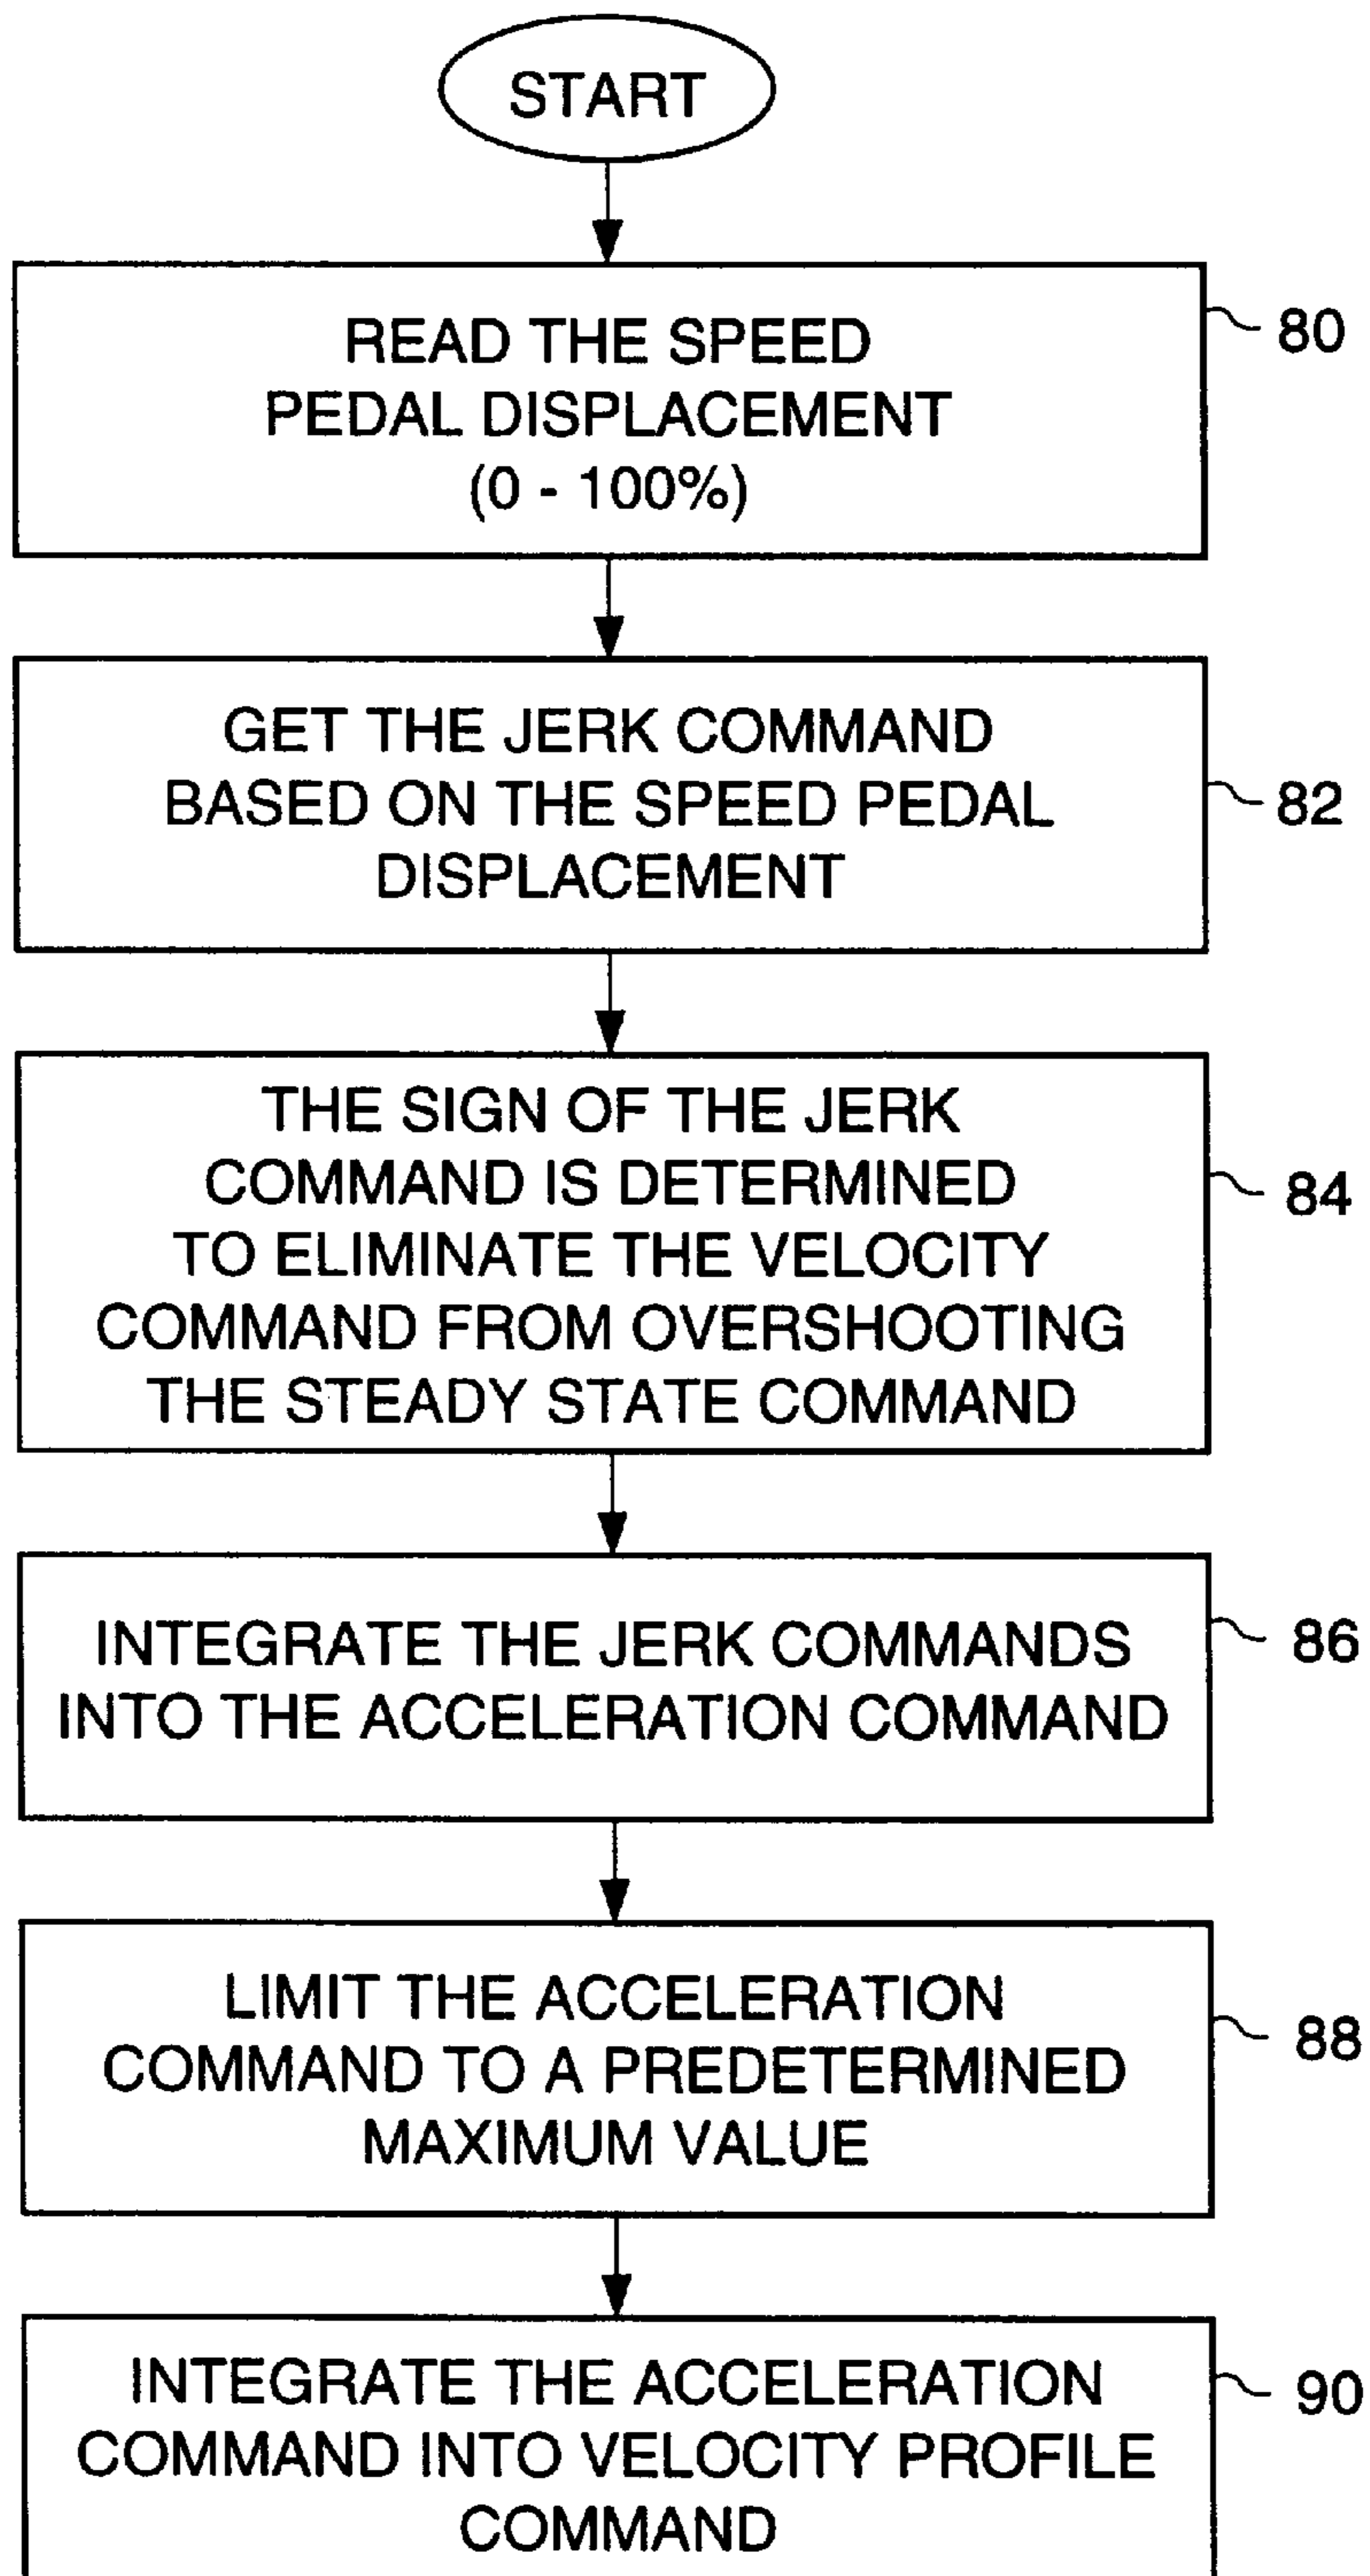 START
READ THE SPEED
PEDAL DISPLACEMENT
(0 - 100%)
80
GET THE JERK COMMAND
BASED ON THE SPEED PEDAL
DISPLACEMENT
82
THE SIGN OF THE JERK
COMMAND IS DETERMINED
TO ELIMINATE THE VELOCITY
COMMAND FROM OVERSHOOTING
THE STEADY STATE COMMAND
84
INTEGRATE THE JERK COMMANDS
INTO THE ACCELERATION COMMAND
86
LIMIT THE ACCELERATION
COMMAND TO A PREDETERMINED
MAXIMUM VALUE
88
INTEGRATE THE ACCELERATION
COMMAND INTO VELOCITY PROFILE
COMMAND
90